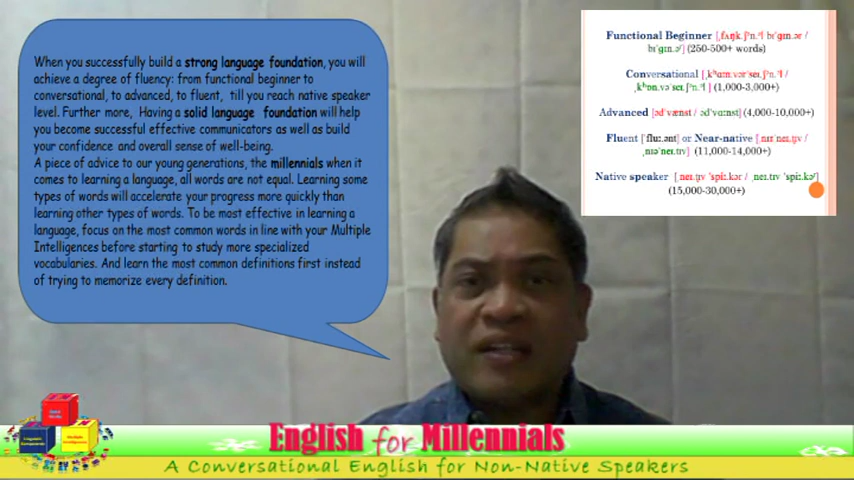 When you successfully build a strong language foundation, you will
achieve a degree of fluency: from functional beginner to
conversational, to advanced, to fluent, till you reach native speaker
level. Further more, Having a solid language foundation will help
you become successful effective communicators as well as build
your confidence and overall sense of well-being.
A piece of advice to our young generations, the millennials when it
comes to learning a language, all words are not equal. Learning some
types of words will accelerate your progress more quickly than
learning other types of words. To be most effective in learning a
language, focus on the most common words in line with your Multiple
Intelligences before starting to study more specialized
vocabularies. And learn the most common definitions first instead
of trying to memorize every definition.
Functional Beginner
(250-500+ words)
Conversational
(1,000-3,000+)
Advanced [ədˈvænst / ədˈvɑːnst] (4,000-10,000+)
Fluent [ˈfluː.ənt] or Near-native
(11,000-14,000+)
Native speaker
(15,000-30,000+)
English for Millennials
A Conversational English for Non-Native Speakers